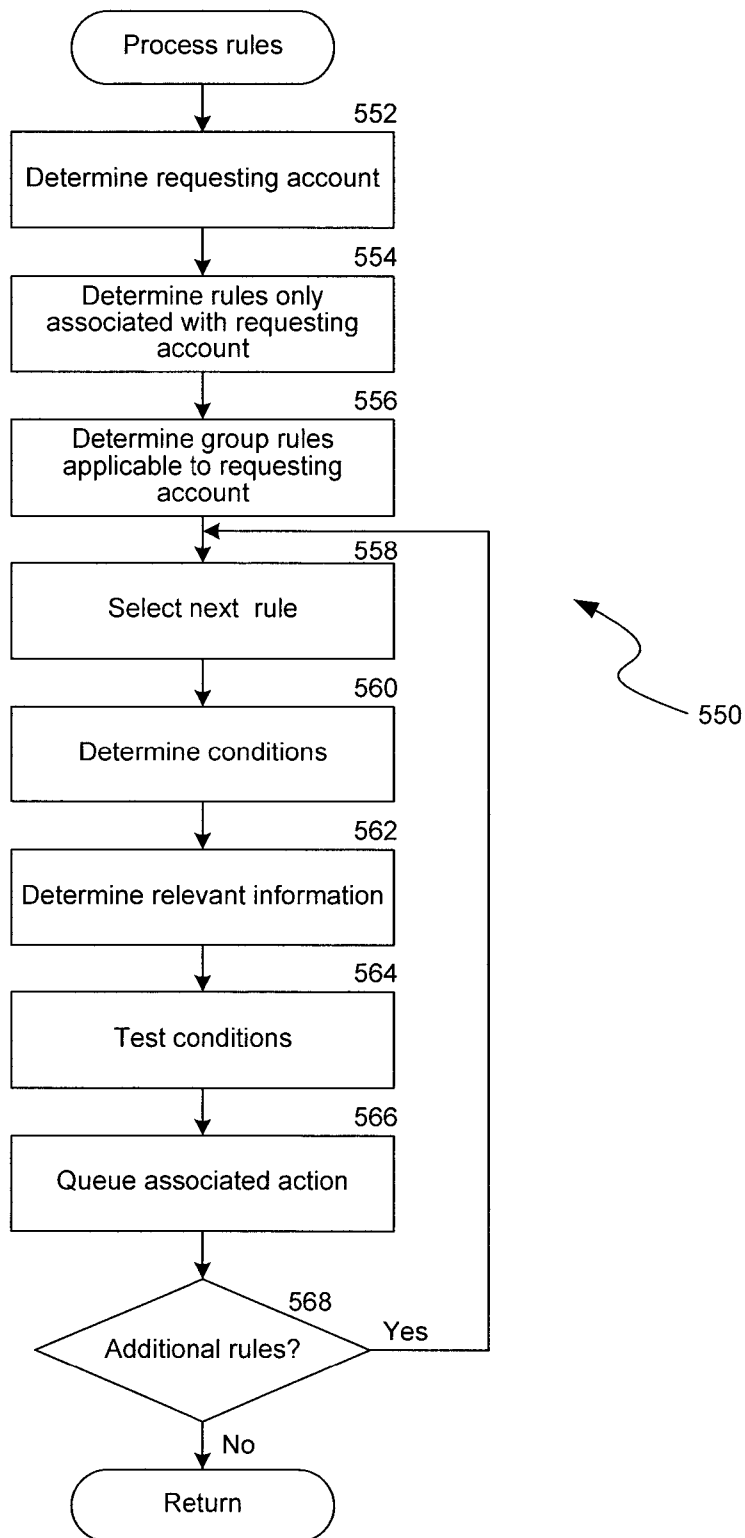 Process rules
552
Determine requesting account
554
Determine rules only
associated with requesting
account
556
Determine group rules
applicable to requesting
account
558
Select next rule
560
Determine conditions
550
562
Determine relevant information
564
Test conditions
566
Queue associated action
568
Additional rules?
Yes
No
Return